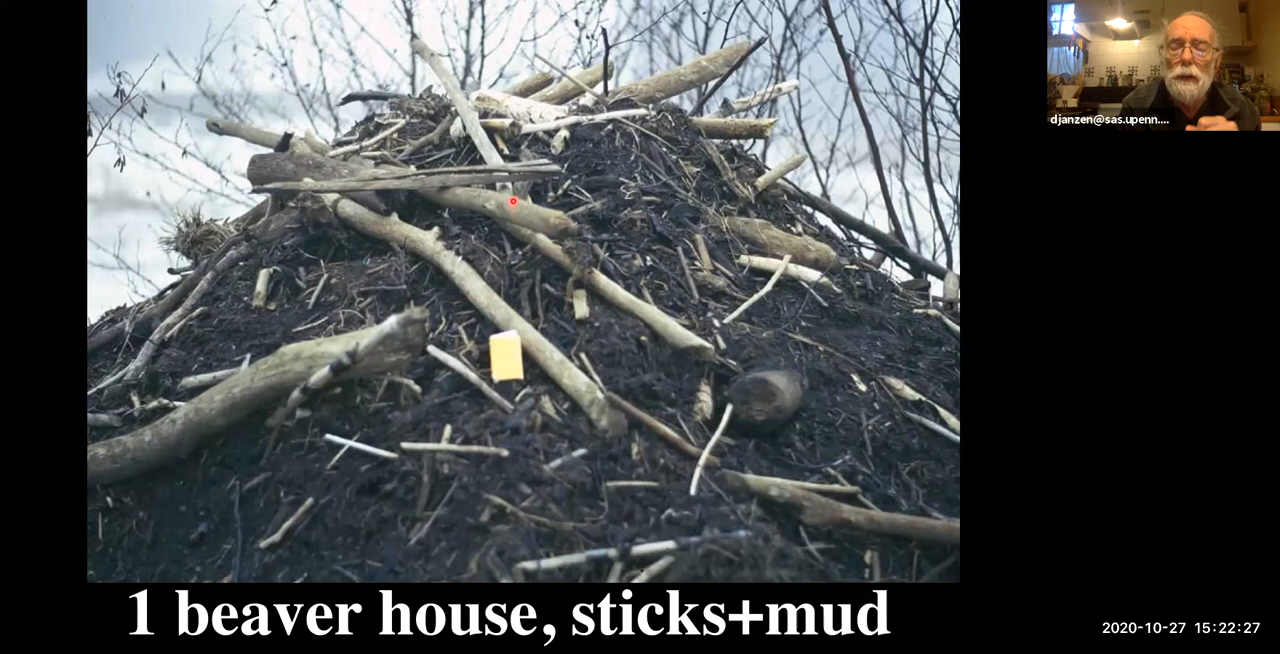 djanzen@sas.upenn....
1 beaver house, sticks+mud
2020-10-27 15:22:27